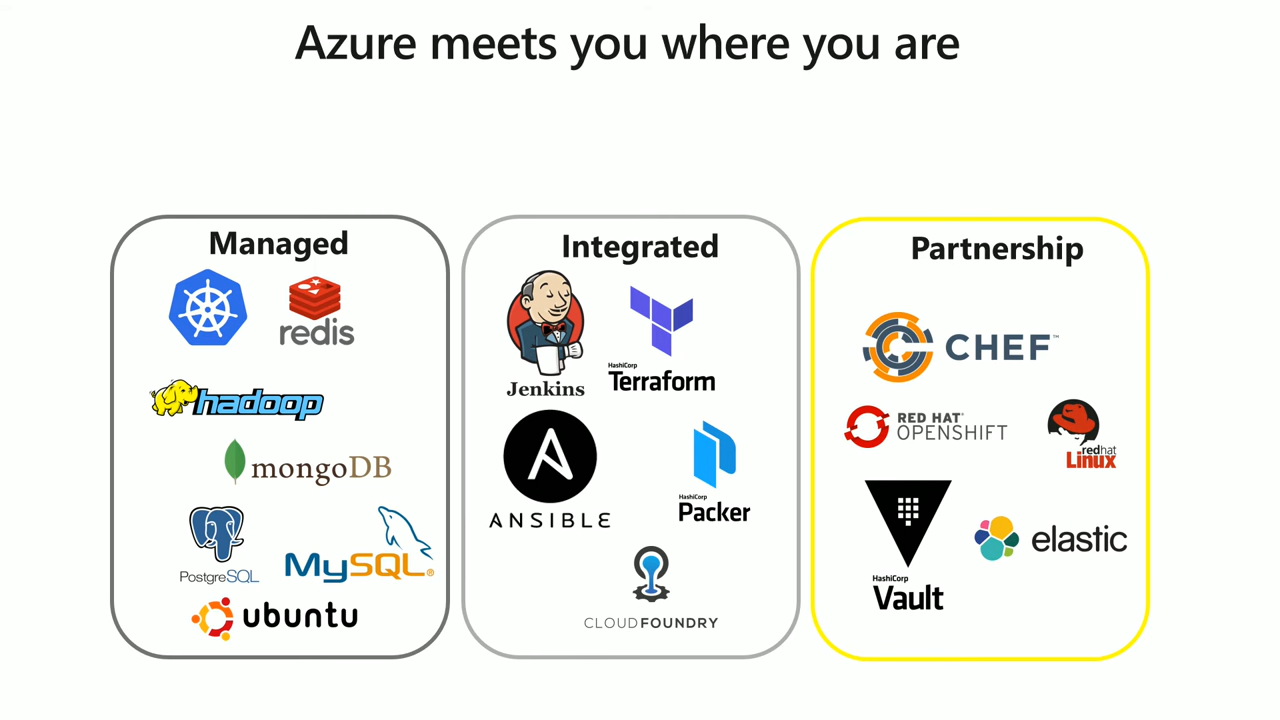 Azure meets you where you are
Managed
redis
hadoop
mongoDB
PostgreSQL
MySQL®
ubuntu
Integrated
Jenkins
HashiCorp
Terraform
ANSIBLE
HashiCorp
Packer
CLOUDFOUNDRY
Partnership
CHEF™
RED HAT®
OPENSHIFT
redhat
Linux
HashiCorp
Vault
elastic